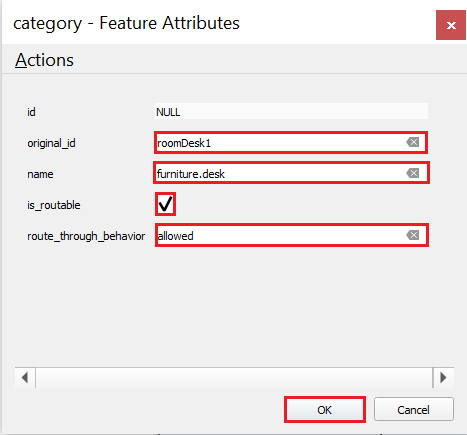 category - Feature Attributes
Actions
id NULL
original_id roomDesk1
name furniture.desk
is_routable
route_through_behavior allowed
OK Cancel